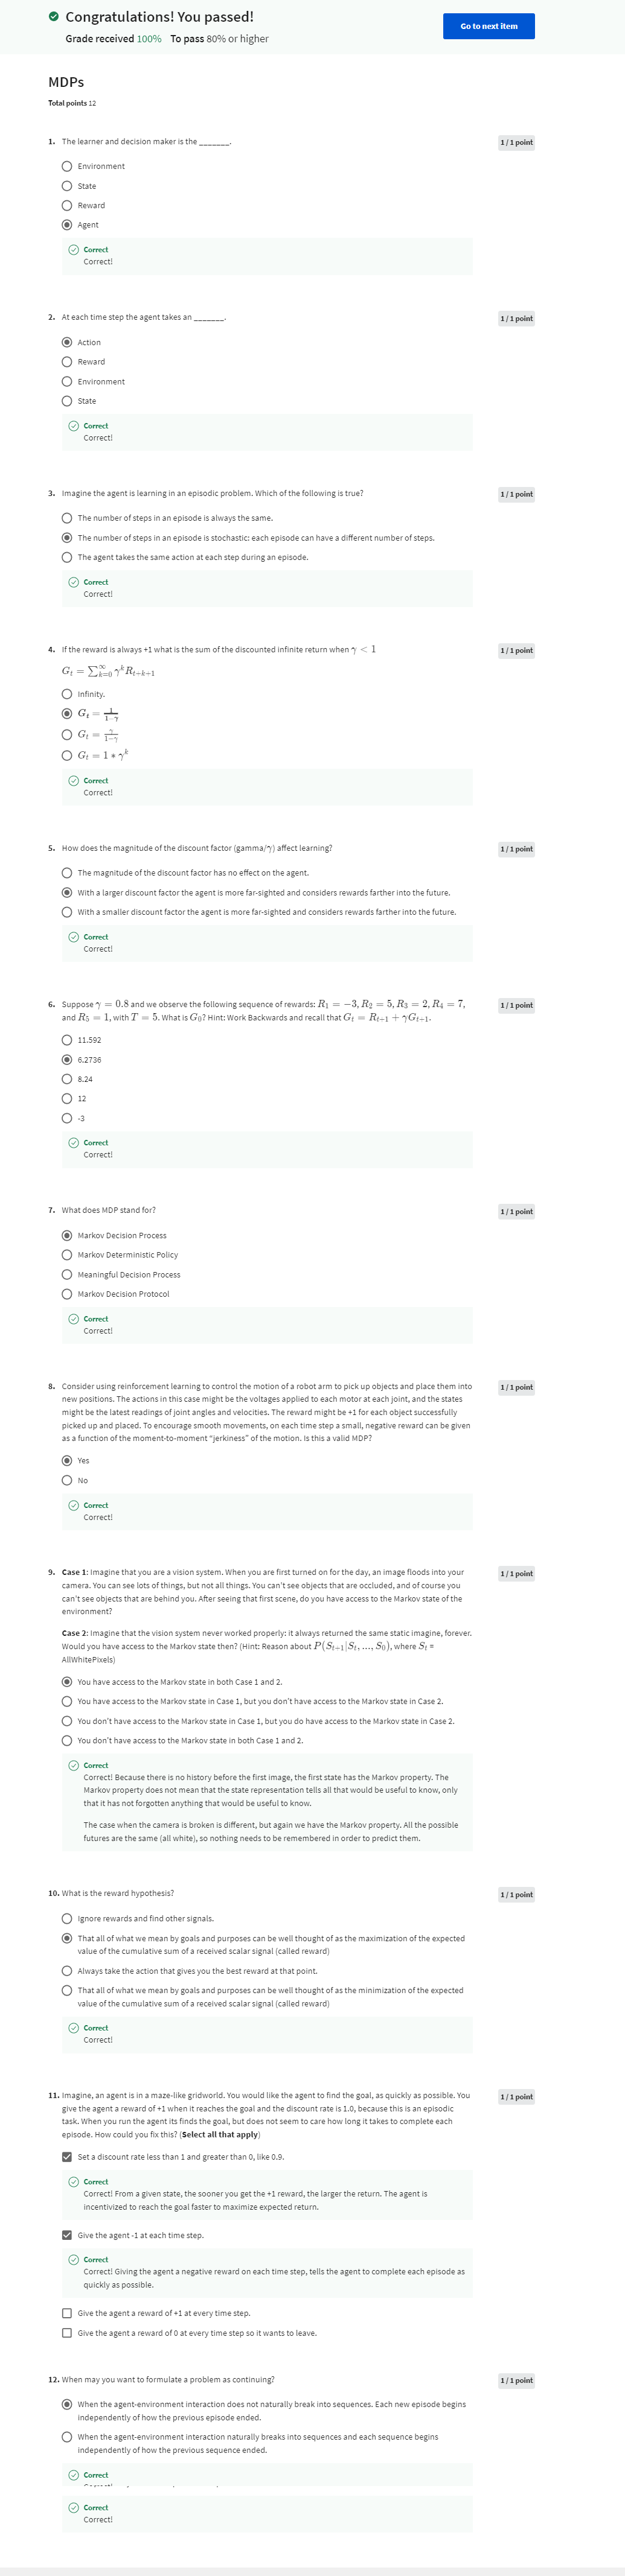 Congratulations! You passed!
Grade received 100% To pass 80% or higher
Go to next item
MDPs
Total points 12
1. The learner and decision maker is the _______.
1 / 1 point
Environment
State
Reward
Agent
Correct
Correct!
2. At each time step the agent takes an _______.
1 / 1 point
Action
Reward
Environment
State
Correct
Correct!
3. Imagine the agent is learning in an episodic problem. Which of the following is true?
1 / 1 point
The number of steps in an episode is always the same.
The number of steps in an episode is stochastic: each episode can have a different number of steps.
The agent takes the same action at each step during an episode.
Correct
Correct!
4. If the reward is always +1 what is the sum of the discounted infinite return when γ < 1
1 / 1 point
G_t = ∑_{k=0}^{∞} γ^k R_{t+k+1}
Infinity.
G_t = 1/(1−γ)
G_t = γ/(1−γ)
G_t = 1 ∗ γ^k
Correct
Correct!
5. How does the magnitude of the discount factor (gamma/γ) affect learning?
1 / 1 point
The magnitude of the discount factor has no effect on the agent.
With a larger discount factor the agent is more far-sighted and considers rewards farther into the future.
With a smaller discount factor the agent is more far-sighted and considers rewards farther into the future.
Correct
Correct!
6. Suppose γ = 0.8 and we observe the following sequence of rewards: R₁ = −3, R₂ = 5, R₃ = 2, R₄ = 7,
1 / 1 point
and R₅ = 1, with T = 5. What is G₀? Hint: Work Backwards and recall that G_t = R_{t+1} + γG_{t+1}.
11.592
6.2736
8.24
12
-3
Correct
Correct!
7. What does MDP stand for?
1 / 1 point
Markov Decision Process
Markov Deterministic Policy
Meaningful Decision Process
Markov Decision Protocol
Correct
Correct!
8. Consider using reinforcement learning to control the motion of a robot arm to pick up objects and place them into
1 / 1 point
new positions. The actions in this case might be the voltages applied to each motor at each joint, and the states
might be the latest readings of joint angles and velocities. The reward might be +1 for each object successfully
picked up and placed. To encourage smooth movements, on each time step a small, negative reward can be given
as a function of the moment-to-moment "jerkiness" of the motion. Is this a valid MDP?
Yes
No
Correct
Correct!
9. Case 1: Imagine that you are a vision system. When you are first turned on for the day, an image floods into your
1 / 1 point
camera. You can see lots of things, but not all things. You can't see objects that are occluded, and of course you
can't see objects that are behind you. After seeing that first scene, do you have access to the Markov state of the
environment?
Case 2: Imagine that the vision system never worked properly: it always returned the same static imagine, forever.
Would you have access to the Markov state then? (Hint: Reason about P(S_{t+1}|S_t, ..., S₀), where S_t =
AllWhitePixels)
You have access to the Markov state in both Case 1 and 2.
You have access to the Markov state in Case 1, but you don't have access to the Markov state in Case 2.
You don't have access to the Markov state in Case 1, but you do have access to the Markov state in Case 2.
You don't have access to the Markov state in both Case 1 and 2.
Correct
Correct! Because there is no history before the first image, the first state has the Markov property. The
Markov property does not mean that the state representation tells all that would be useful to know, only
that it has not forgotten anything that would be useful to know.
The case when the camera is broken is different, but again we have the Markov property. All the possible
futures are the same (all white), so nothing needs to be remembered in order to predict them.
10. What is the reward hypothesis?
1 / 1 point
Ignore rewards and find other signals.
That all of what we mean by goals and purposes can be well thought of as the maximization of the expected
value of the cumulative sum of a received scalar signal (called reward)
Always take the action that gives you the best reward at that point.
That all of what we mean by goals and purposes can be well thought of as the minimization of the expected
value of the cumulative sum of a received scalar signal (called reward)
Correct
Correct!
11. Imagine, an agent is in a maze-like gridworld. You would like the agent to find the goal, as quickly as possible. You
1 / 1 point
give the agent a reward of +1 when it reaches the goal and the discount rate is 1.0, because this is an episodic
task. When you run the agent its finds the goal, but does not seem to care how long it takes to complete each
episode. How could you fix this? (Select all that apply)
Set a discount rate less than 1 and greater than 0, like 0.9.
Correct
Correct! From a given state, the sooner you get the +1 reward, the larger the return. The agent is
incentivized to reach the goal faster to maximize expected return.
Give the agent -1 at each time step.
Correct
Correct! Giving the agent a negative reward on each time step, tells the agent to complete each episode as
quickly as possible.
Give the agent a reward of +1 at every time step.
Give the agent a reward of 0 at every time step so it wants to leave.
12. When may you want to formulate a problem as continuing?
1 / 1 point
When the agent-environment interaction does not naturally break into sequences. Each new episode begins
independently of how the previous episode ended.
When the agent-environment interaction naturally breaks into sequences and each sequence begins
independently of how the previous sequence ended.
Correct
Correct
Correct!